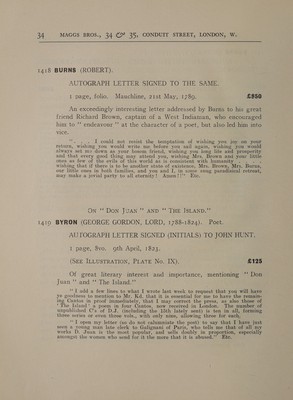 34 MAGGS BROS., 34 & 35, CONDUIT STREET, LONDON, W.
1418 BURNS (ROBERT).
AUTOGRAPH LETTER SIGNED TO THE SAME.
1 page, folio. Mauchline, 21st May, 1789. £850
An exceedingly interesting letter addressed by Burns to his great
friend Richard Brown, captain of a West Indiaman, who encouraged
him to " endeavour " at the character of a poet, but also led him into
vice.
" . . . I could not resist the temptation of wishing you joy on your
return, wishing you would write me before you sail again, wishing you would
always set me down as your bosom friend, wishing you long life and prosperity
and that every good thing may attend you, wishing Mrs. Brown and your little
ones as few of the evils of this world as is consistent with humanity . . .
wishing that if there is to be another state of existence, Mrs. Brown, Mrs. Burns,
our little ones in both families, and you and I, in some snug paradisical retreat,
may make a jovial party to all eternity! Amen!!!" Etc.
ON " DON JUAN " AND " THE ISLAND."
1419 BYRON (GEORGE GORDON, LORD, 1788-1824). Poet.
AUTOGRAPH LETTER SIGNED (INITIALS) TO JOHN HUNT.
1 page, 8vo. 9th April, 1823.
(SEE ILLUSTRATION, PLATE No. IX). £125
Of great literary interest and importance, mentioning " Don
Juan " and " The Island."
" I add a few lines to what I wrote last week to request that you will have
ye goodness to mention to Mr. Kd. that it is essential for me to have the remain-
ing Cantos in proof immediately, that I may correct the press, as also those of
' The Island ' a poem in four Cantos, lately received in London. The number of
unpublished C's of D.J. (including the 15th lately sent) is ten in all, forming
three series or even three vols., with only nine, allowing three for each.
" I open my letter (so do not calumniate the post) to say that I have just
seen a young man late clerk to Galignani of Paris, who tells me that of all my
works D. Juan is the most popular, and sells doubly in proportion, especially
amongst the women who send for it the more that it is abused." Etc.